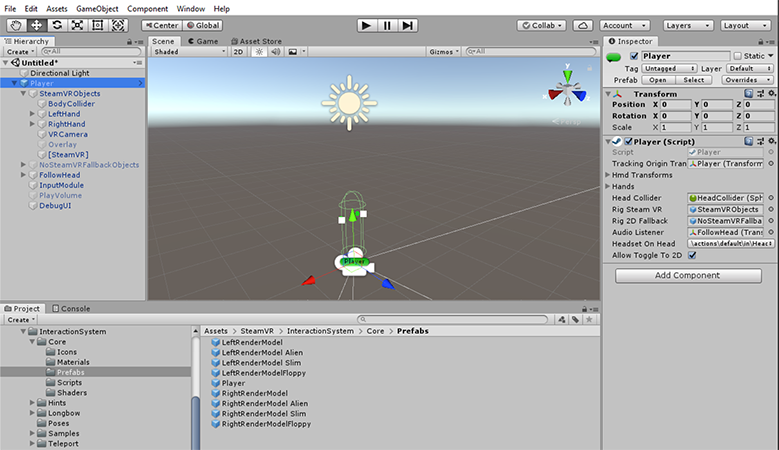 File Edit Assets GameObject Component Window Help
Center Global Collab Account Layers Layout
Hierarchy
Create All
Untitled*
Directional Light
Player
SteamVRObjects
BodyCollider
LeftHand
RightHand
VRCamera
Overlay
[SteamVR]
NoSteamVRFallbackObjects
FollowHead
InputModule
PlayVolume
DebugUI
Scene Game Asset Store
Shaded 2D Gizmos All
y
x z
Persp
Player
Inspector
Player Static
Tag Untagged Layer Default
Prefab Open Select Overrides
Transform
Position X 0 Y 0 Z 0
Rotation X 0 Y 0 Z 0
Scale X 1 Y 1 Z 1
Player (Script)
Script Player
Tracking Origin Tran Player (Transform
Hmd Transforms
Hands
Head Collider HeadCollider (Sph
Rig Steam VR SteamVRObjects
Rig 2D Fallback NoSteamVRFallba
Audio Listener FollowHead (Trans
Headset On Head \actions\default\in\Heac
Allow Toggle To 2D
Add Component
Project Console
Create
InteractionSystem
Core
Icons
Materials
Prefabs
Scripts
Shaders
Hints
Longbow
Poses
Samples
Teleport
Assets SteamVR InteractionSystem Core Prefabs
LeftRenderModel
LeftRenderModel Alien
LeftRenderModel Slim
LeftRenderModelFloppy
Player
RightRenderModel
RightRenderModel Alien
RightRenderModel Slim
RightRenderModelFloppy